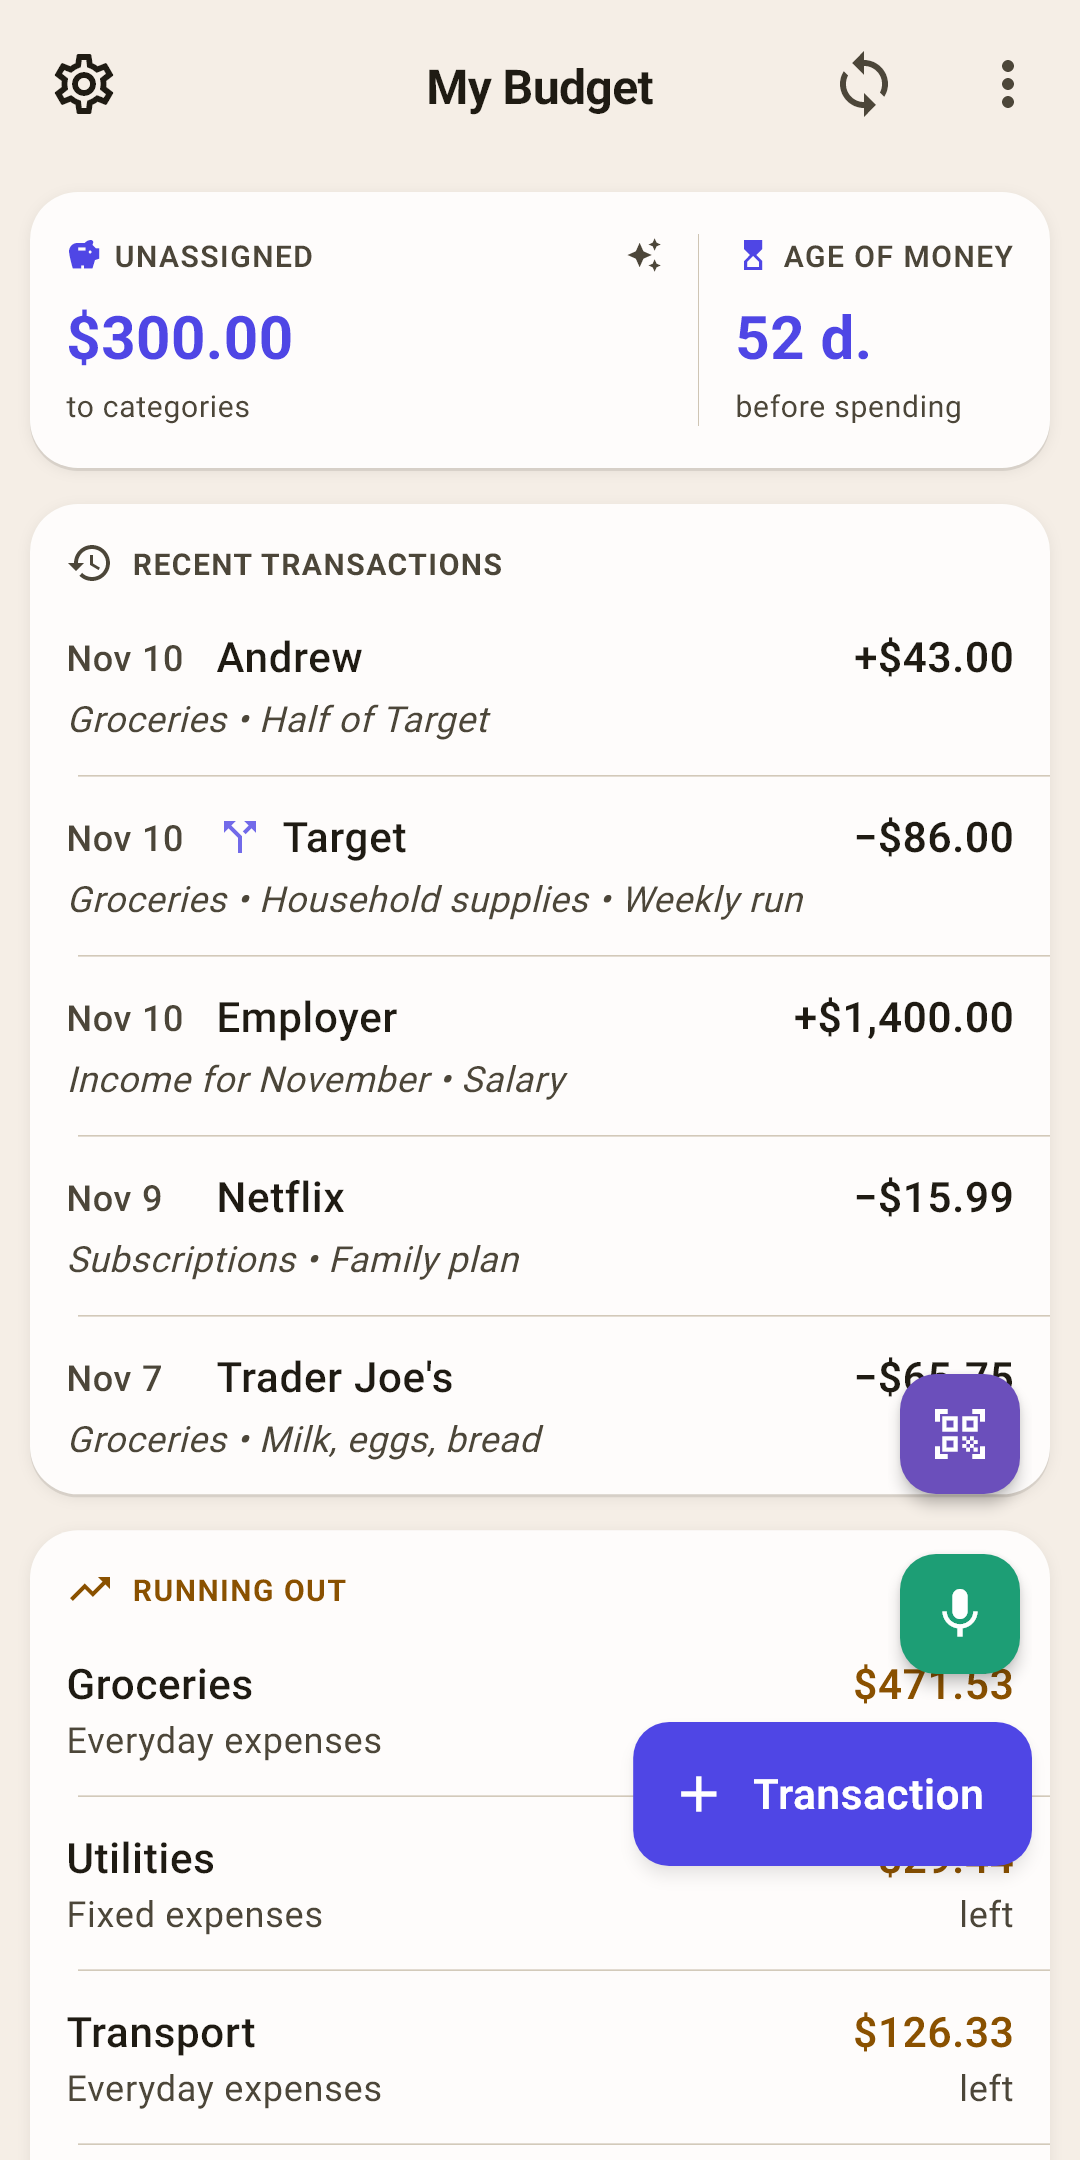 My Budget
UNASSIGNED
$300.00
to categories
AGE OF MONEY
52 d.
before spending
RECENT TRANSACTIONS
Nov 10 Andrew +$43.00
Groceries • Half of Target
Nov 10 Target −$86.00
Groceries • Household supplies • Weekly run
Nov 10 Employer +$1,400.00
Income for November • Salary
Nov 9 Netflix −$15.99
Subscriptions • Family plan
Nov 7 Trader Joe's −$65.75
Groceries • Milk, eggs, bread
RUNNING OUT
Groceries $471.53
Everyday expenses
Transaction
Utilities
Fixed expenses left
Transport $126.33
Everyday expenses left